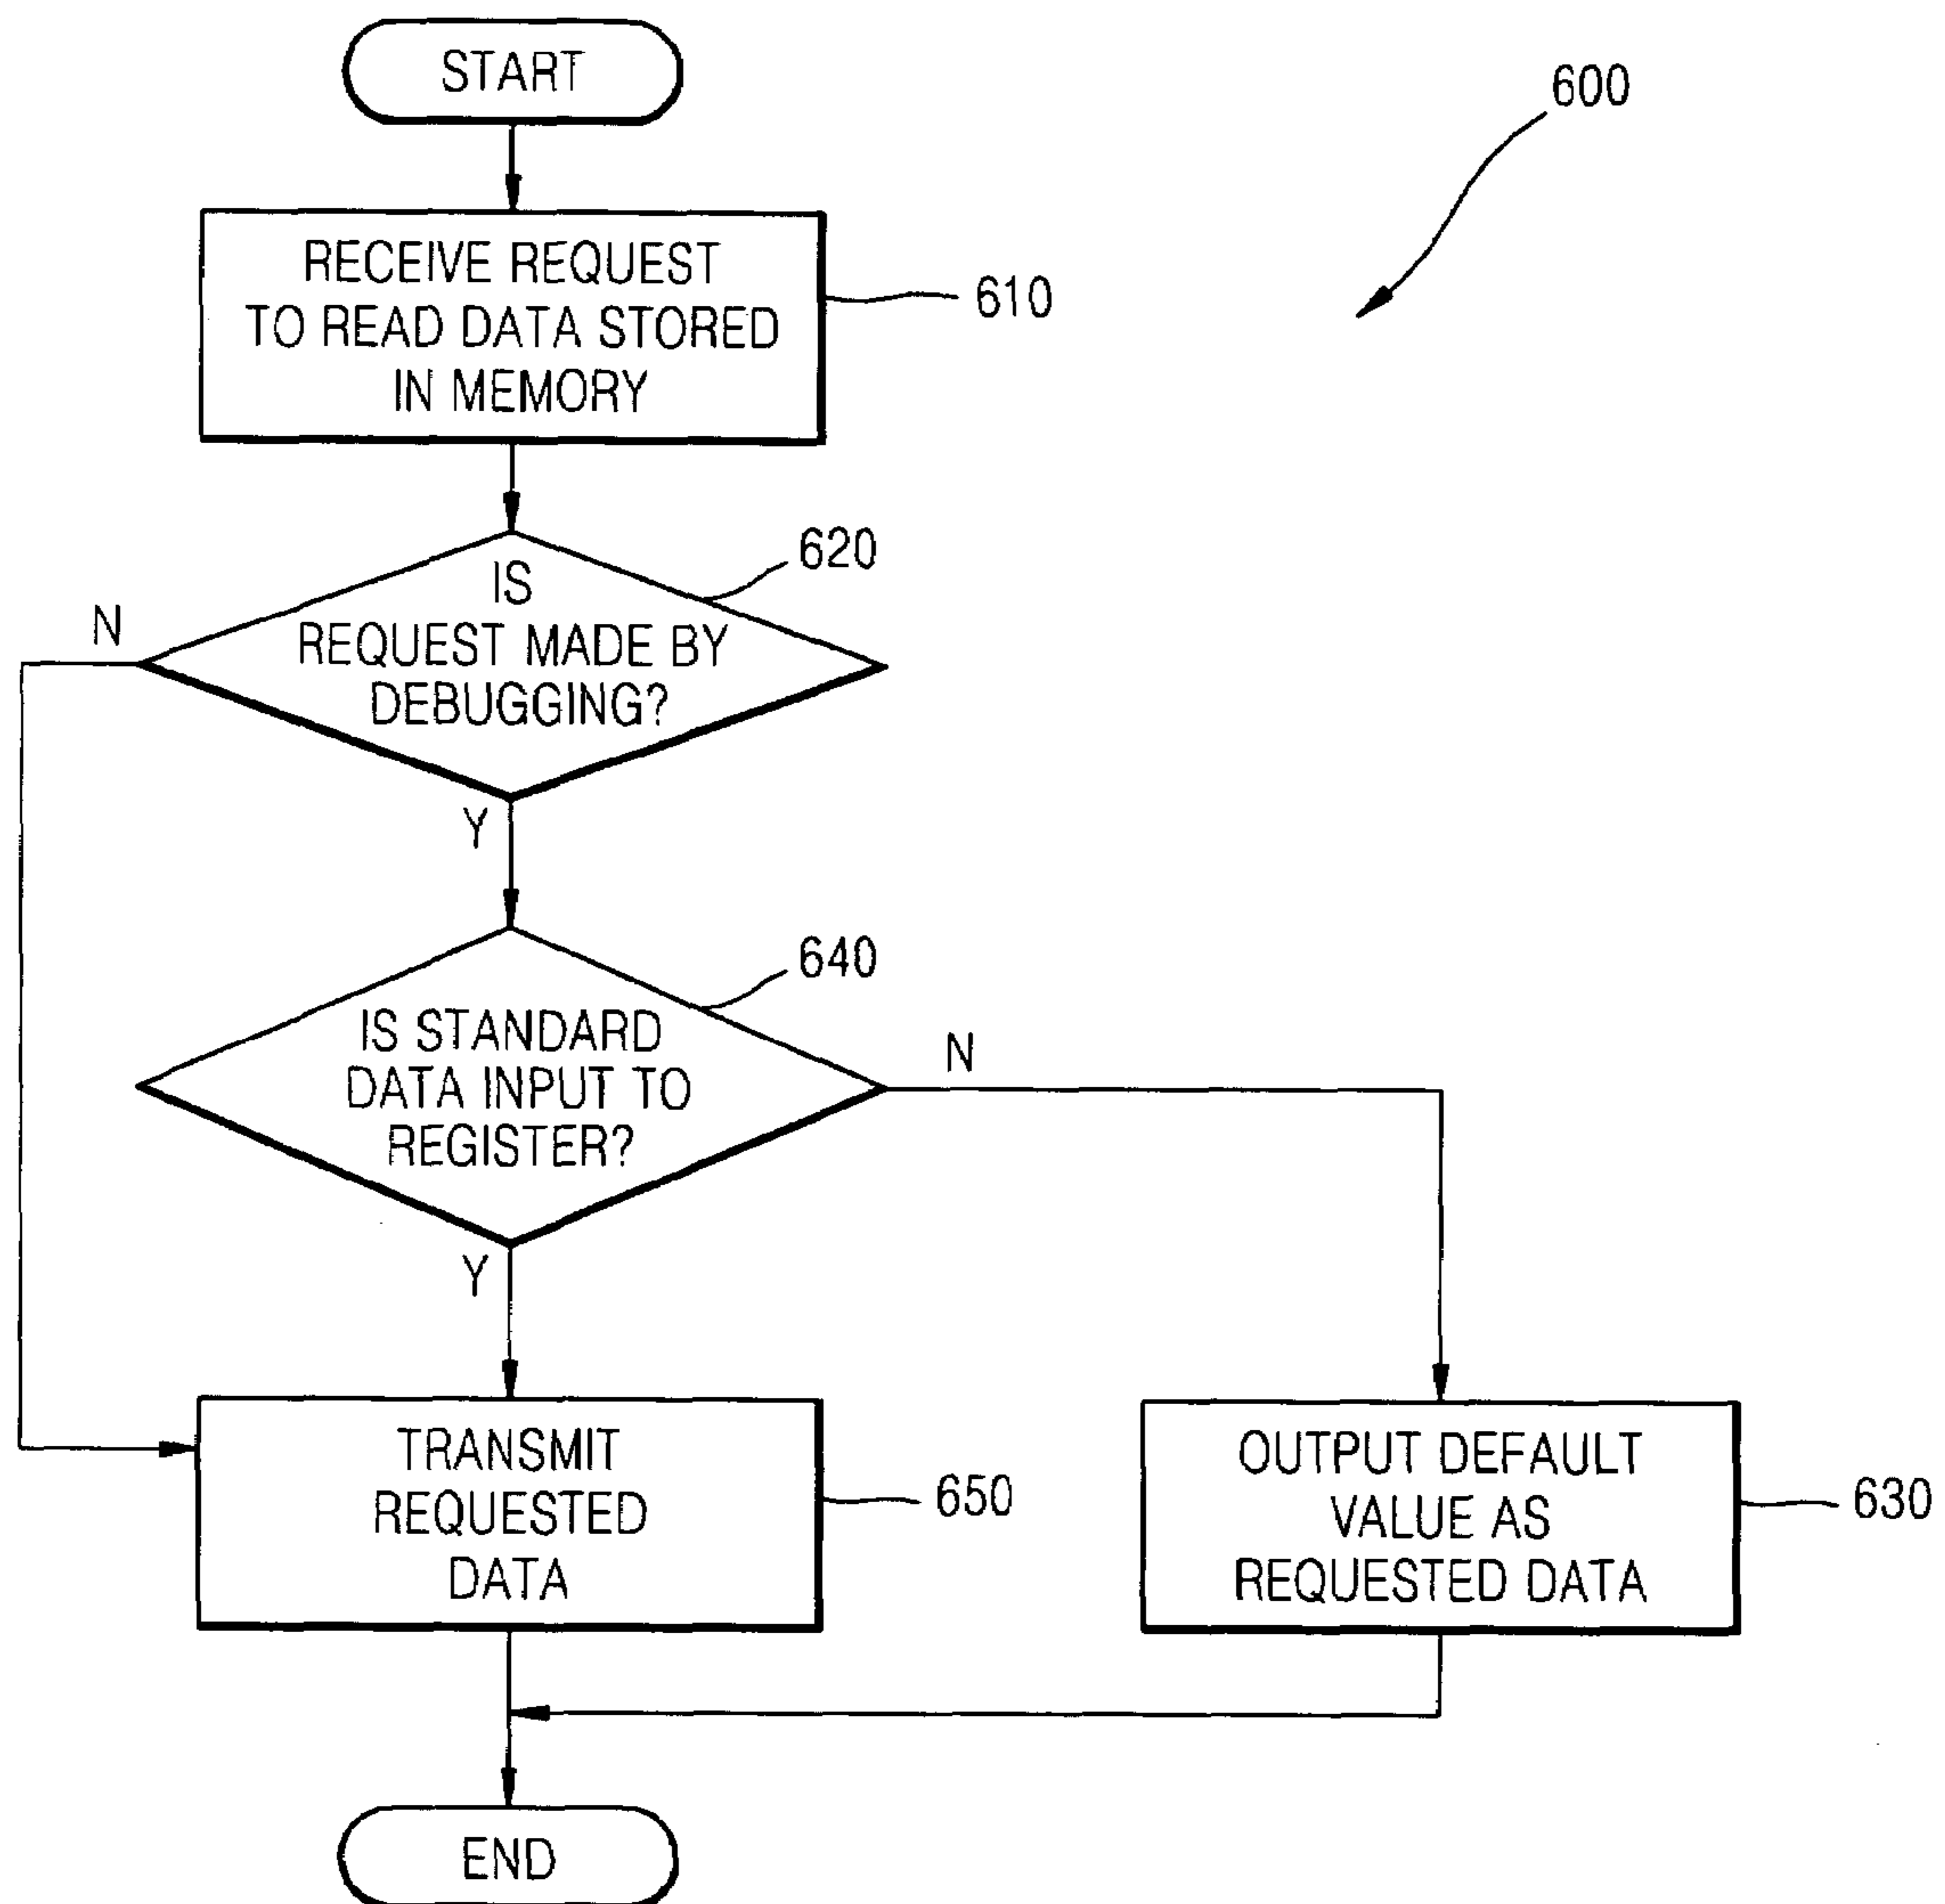 START
600
RECEIVE REQUEST
TO READ DATA STORED
IN MEMORY
610
620
IS
REQUEST MADE BY
DEBUGGING?
N
Y
640
IS STANDARD
DATA INPUT TO
REGISTER?
N
Y
TRANSMIT
REQUESTED
DATA
650
OUTPUT DEFAULT
VALUE AS
REQUESTED DATA
630
END